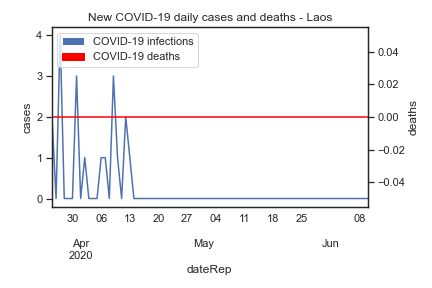 New COVID-19 daily cases and deaths - Laos
COVID-19 infections
COVID-19 deaths
4
3
2
1
0
cases
0.04
0.02
0.00
−0.02
−0.04
deaths
30 06 13 20 27 04 11 18 25 08
Apr May Jun
2020
dateRep